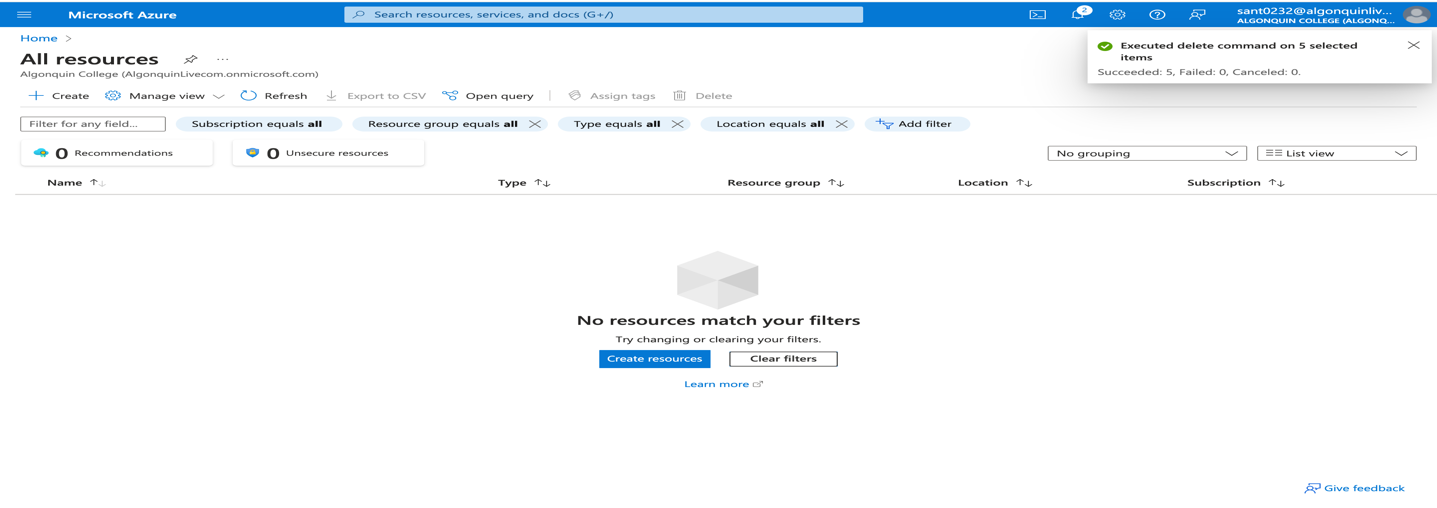 Microsoft Azure
Search resources, services, and docs (G+/)
2
sant0232@algonquinliv...
ALGONQUIN COLLEGE (ALGONQ...
Home >
All resources ...
Algonquin College (AlgonquinLivecom.onmicrosoft.com)
Executed delete command on 5 selected
items
Succeeded: 5, Failed: 0, Canceled: 0.
+ Create Manage view Refresh Export to CSV Open query Assign tags Delete
Filter for any field... Subscription equals all Resource group equals all Type equals all Location equals all Add filter
0 Recommendations 0 Unsecure resources
No grouping List view
Name Type Resource group Location Subscription
No resources match your filters
Try changing or clearing your filters.
Create resources Clear filters
Learn more
Give feedback